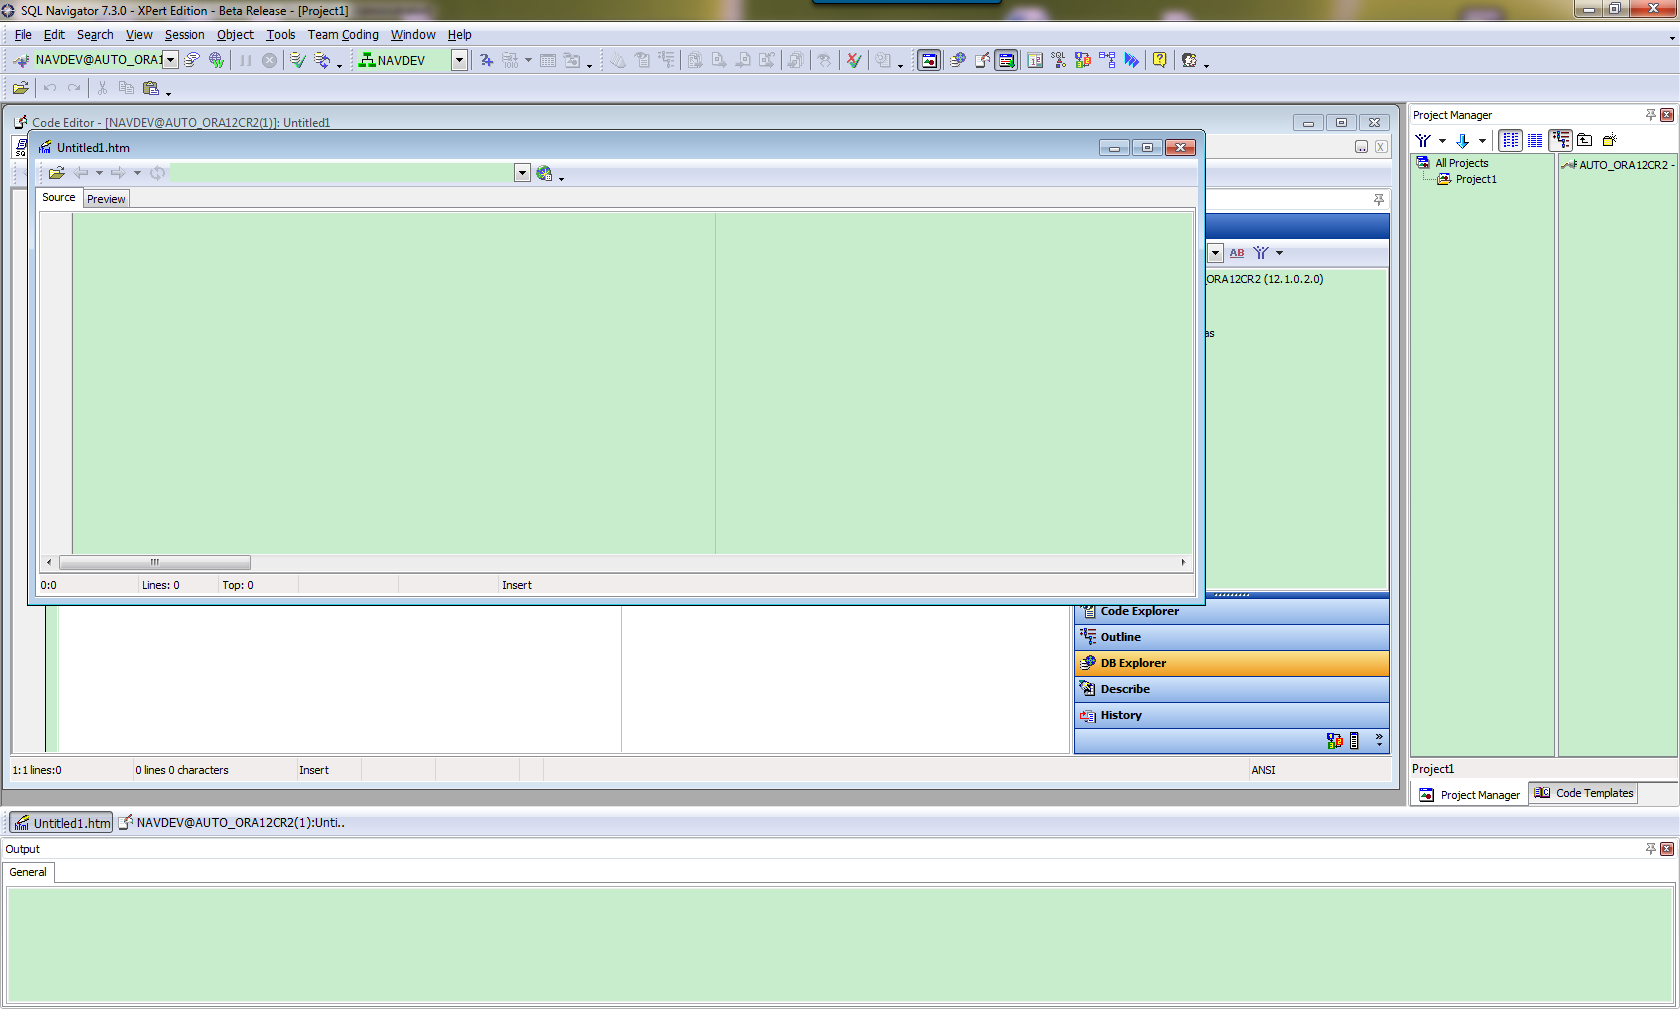 SQL Navigator 7.3.0 - XPert Edition - Beta Release - [Project1]
File Edit Search View Session Object Tools Team Coding Window Help
NAVDEV@AUTO_ORA1 NAVDEV
Code Editor - [NAVDEV@AUTO_ORA12CR2(1)]: Untitled1
Project Manager
Untitled1.htm
All Projects
AUTO_ORA12CR2 -
Project1
Source Preview
AB
ORA12CR2 (12.1.0.2.0)
as
0:0 Lines: 0 Top: 0 Insert
Code Explorer
Outline
DB Explorer
Describe
History
1:1 lines:0 0 lines 0 characters Insert ANSI
Project1
Project Manager Code Templates
Untitled1.htm NAVDEV@AUTO_ORA12CR2(1):Unti..
Output
General